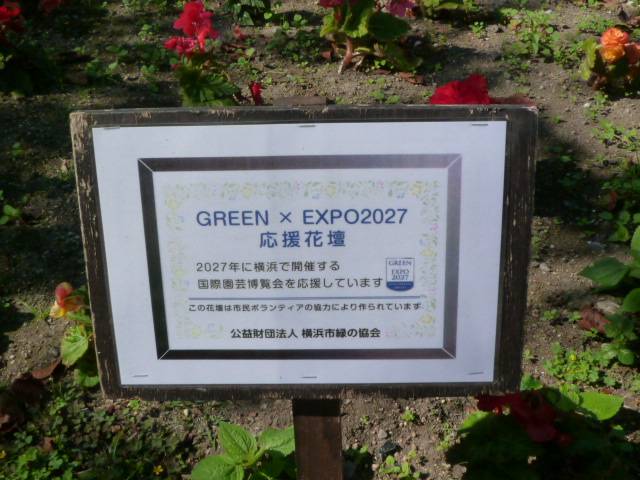 GREEN × EXPO2027
応援花壇
2027年に横浜で開催する
国際園芸博覧会を応援しています
GREEN
EXPO
2027
この花壇は市民ボランティアの協力により作られています
公益財団法人 横浜市緑の協会